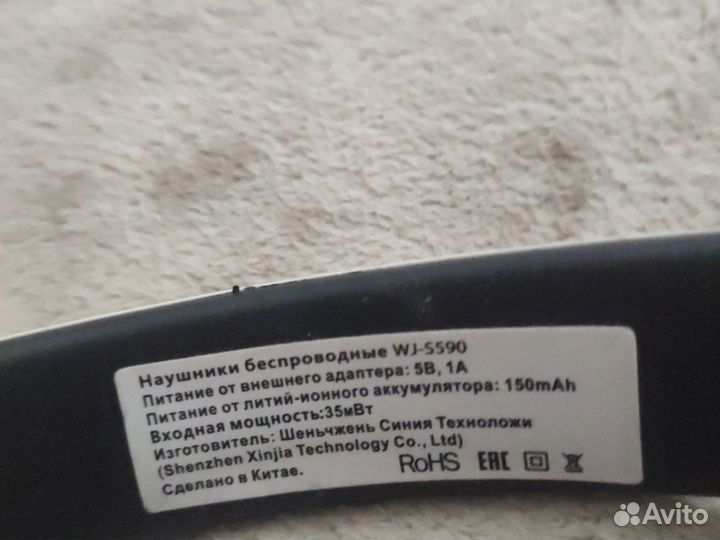 Наушники беспроводные WJ-S590
Питание от внешнего адаптера: 5В, 1А
Питание от литий-ионного аккумулятора: 150mAh
Входная мощность:35мВт
Изготовитель: Шеньчжень Синия Техноложи
(Shenzhen Xinjia Technology Co., Ltd)
Сделано в Китае.
RoHS EAC
Avito